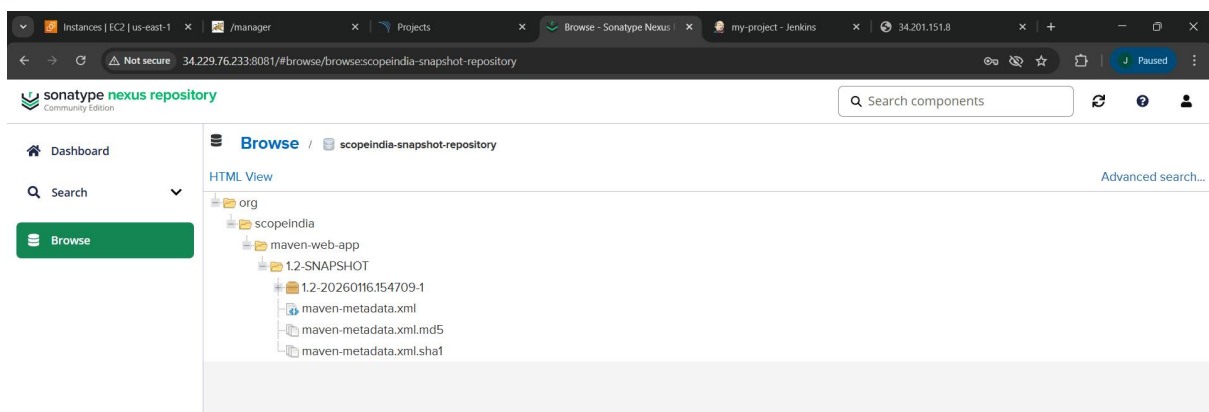 Instances | EC2 | us-east-1
/manager
Projects
Browse - Sonatype Nexus
my-project - Jenkins
34.201.151.8
Not secure 34.229.76.233:8081/#browse/browse:scopeindia-snapshot-repository
J Paused
sonatype nexus repository
Community Edition
Search components
Dashboard
Search
Browse
Browse / scopeindia-snapshot-repository
HTML View
Advanced search...
org
scopeindia
maven-web-app
1.2-SNAPSHOT
1.2-20260116.154709-1
maven-metadata.xml
maven-metadata.xml.md5
maven-metadata.xml.sha1